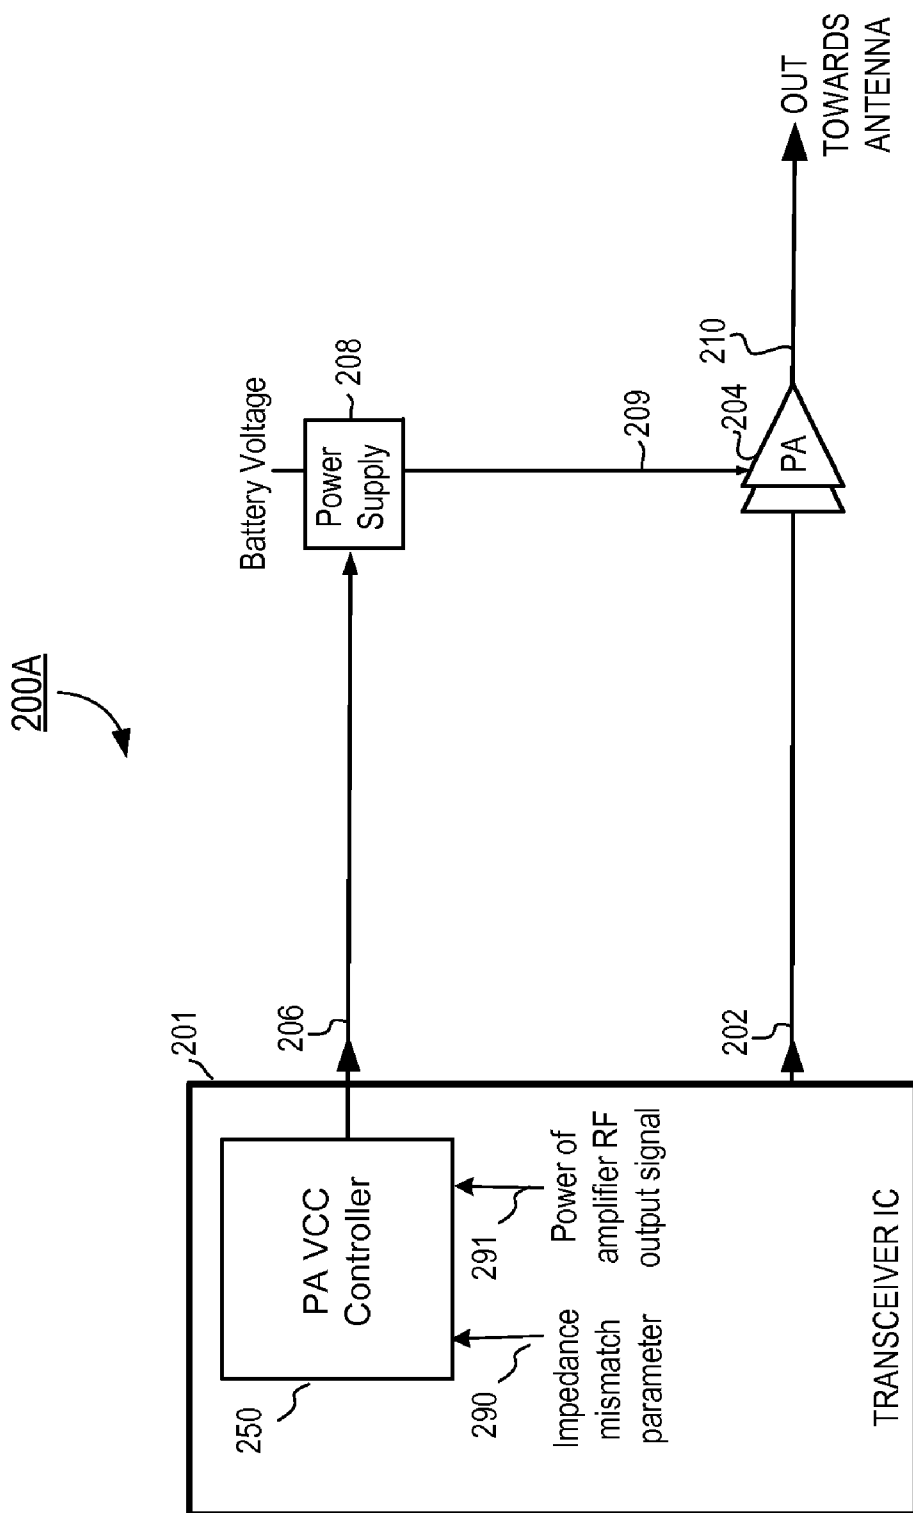 200A
Battery Voltage
208
Power
Supply
201
206
209
250
PA VCC
Controller
290
291
Impedance
mismatch
parameter
Power of
amplifier RF
output signal
202
204
PA
210
OUT
TOWARDS
ANTENNA
TRANSCEIVER IC